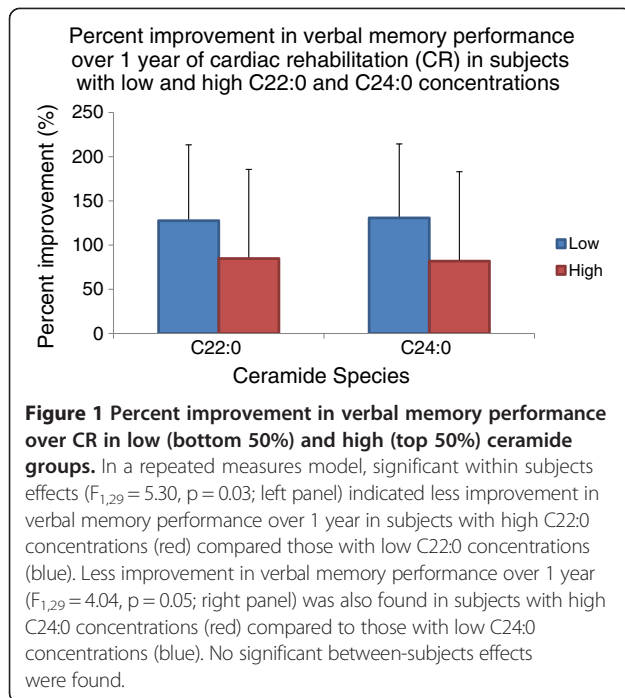 Percent improvement in verbal memory performance
over 1 year of cardiac rehabilitation (CR) in subjects
with low and high C22:0 and C24:0 concentrations
Percent improvement (%)
250
200
150
100
50
0
C22:0
C24:0
Ceramide Species
Low
High
Figure 1 Percent improvement in verbal memory performance
over CR in low (bottom 50%) and high (top 50%) ceramide
groups. In a repeated measures model, significant within subjects
effects (F1,29 = 5.30, p = 0.03; left panel) indicated less improvement in
verbal memory performance over 1 year in subjects with high C22:0
concentrations (red) compared those with low C22:0 concentrations
(blue). Less improvement in verbal memory performance over 1 year
(F1,29 = 4.04, p = 0.05; right panel) was also found in subjects with high
C24:0 concentrations (red) compared to those with low C24:0
concentrations (blue). No significant between-subjects effects
were found.